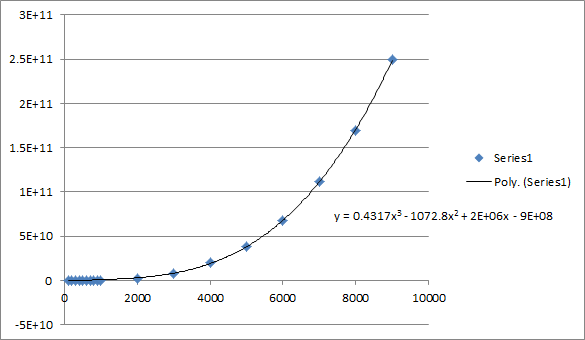 3E+11
2.5E+11
2E+11
1.5E+11
1E+11
5E+10
0
-5E+10
0
2000
4000
6000
8000
10000
y = 0.4317x³ - 1072.8x² + 2E+06x - 9E+08
Series1
Poly. (Series1)